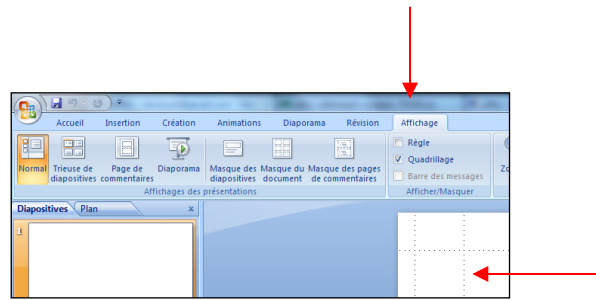 Accueil Insertion Création Animations Diaporama Révision Affichage
Normal Trieuse de diapositives Page de commentaires Diaporama Masque des diapositives Masque du document Masque des pages de commentaires
Règle
Quadrillage
Barre des messages
Affichages des présentations Afficher/Masquer
Diapositives Plan x
1